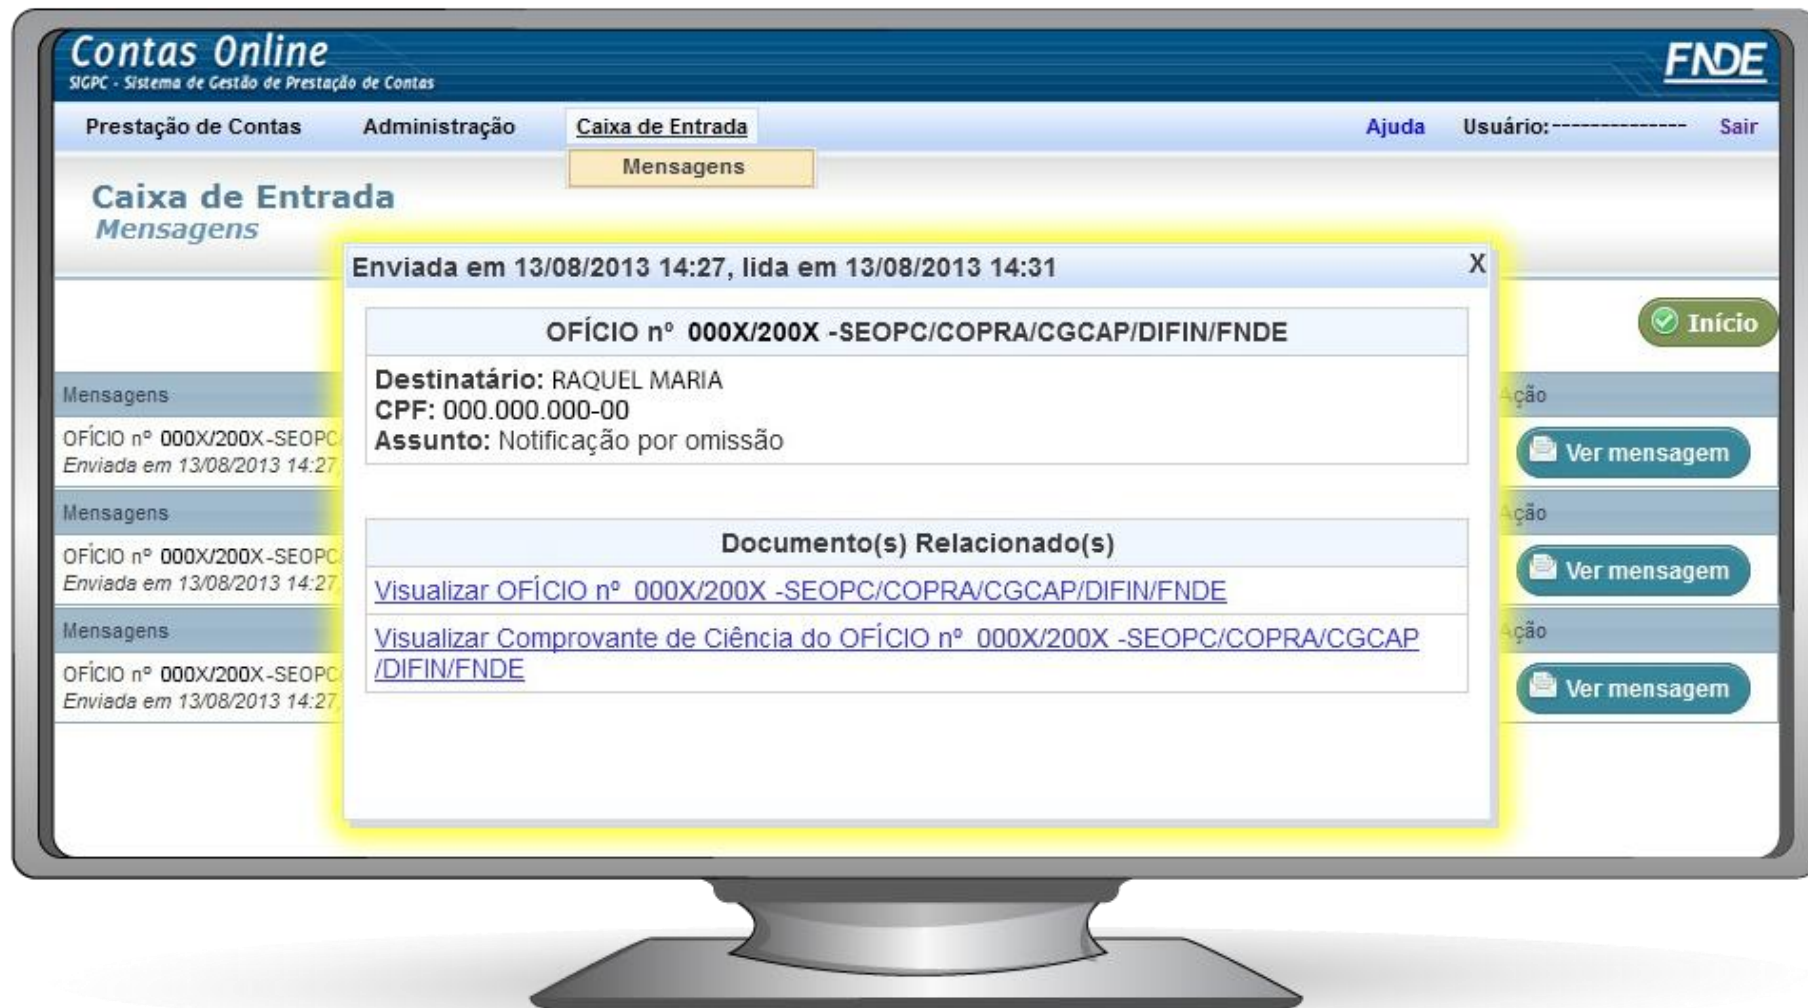 Contas Online
SIGPC - Sistema de Gestão de Prestação de Contas
FNDE
Prestação de Contas Administração Caixa de Entrada Ajuda Usuário:-------------- Sair
Mensagens
Caixa de Entrada
Mensagens
Enviada em 13/08/2013 14:27, lida em 13/08/2013 14:31 X
OFÍCIO nº 000X/200X -SEOPC/COPRA/CGCAP/DIFIN/FNDE
Destinatário: RAQUEL MARIA
CPF: 000.000.000-00
Assunto: Notificação por omissão
Documento(s) Relacionado(s)
Visualizar OFÍCIO nº 000X/200X -SEOPC/COPRA/CGCAP/DIFIN/FNDE
Visualizar Comprovante de Ciência do OFÍCIO nº 000X/200X -SEOPC/COPRA/CGCAP
/DIFIN/FNDE
Início
Mensagens Ação
OFÍCIO nº 000X/200X-SEOPC
Enviada em 13/08/2013 14:27
Ver mensagem
Mensagens Ação
OFÍCIO nº 000X/200X-SEOPC
Enviada em 13/08/2013 14:27
Ver mensagem
Mensagens Ação
OFÍCIO nº 000X/200X-SEOPC
Enviada em 13/08/2013 14:27
Ver mensagem